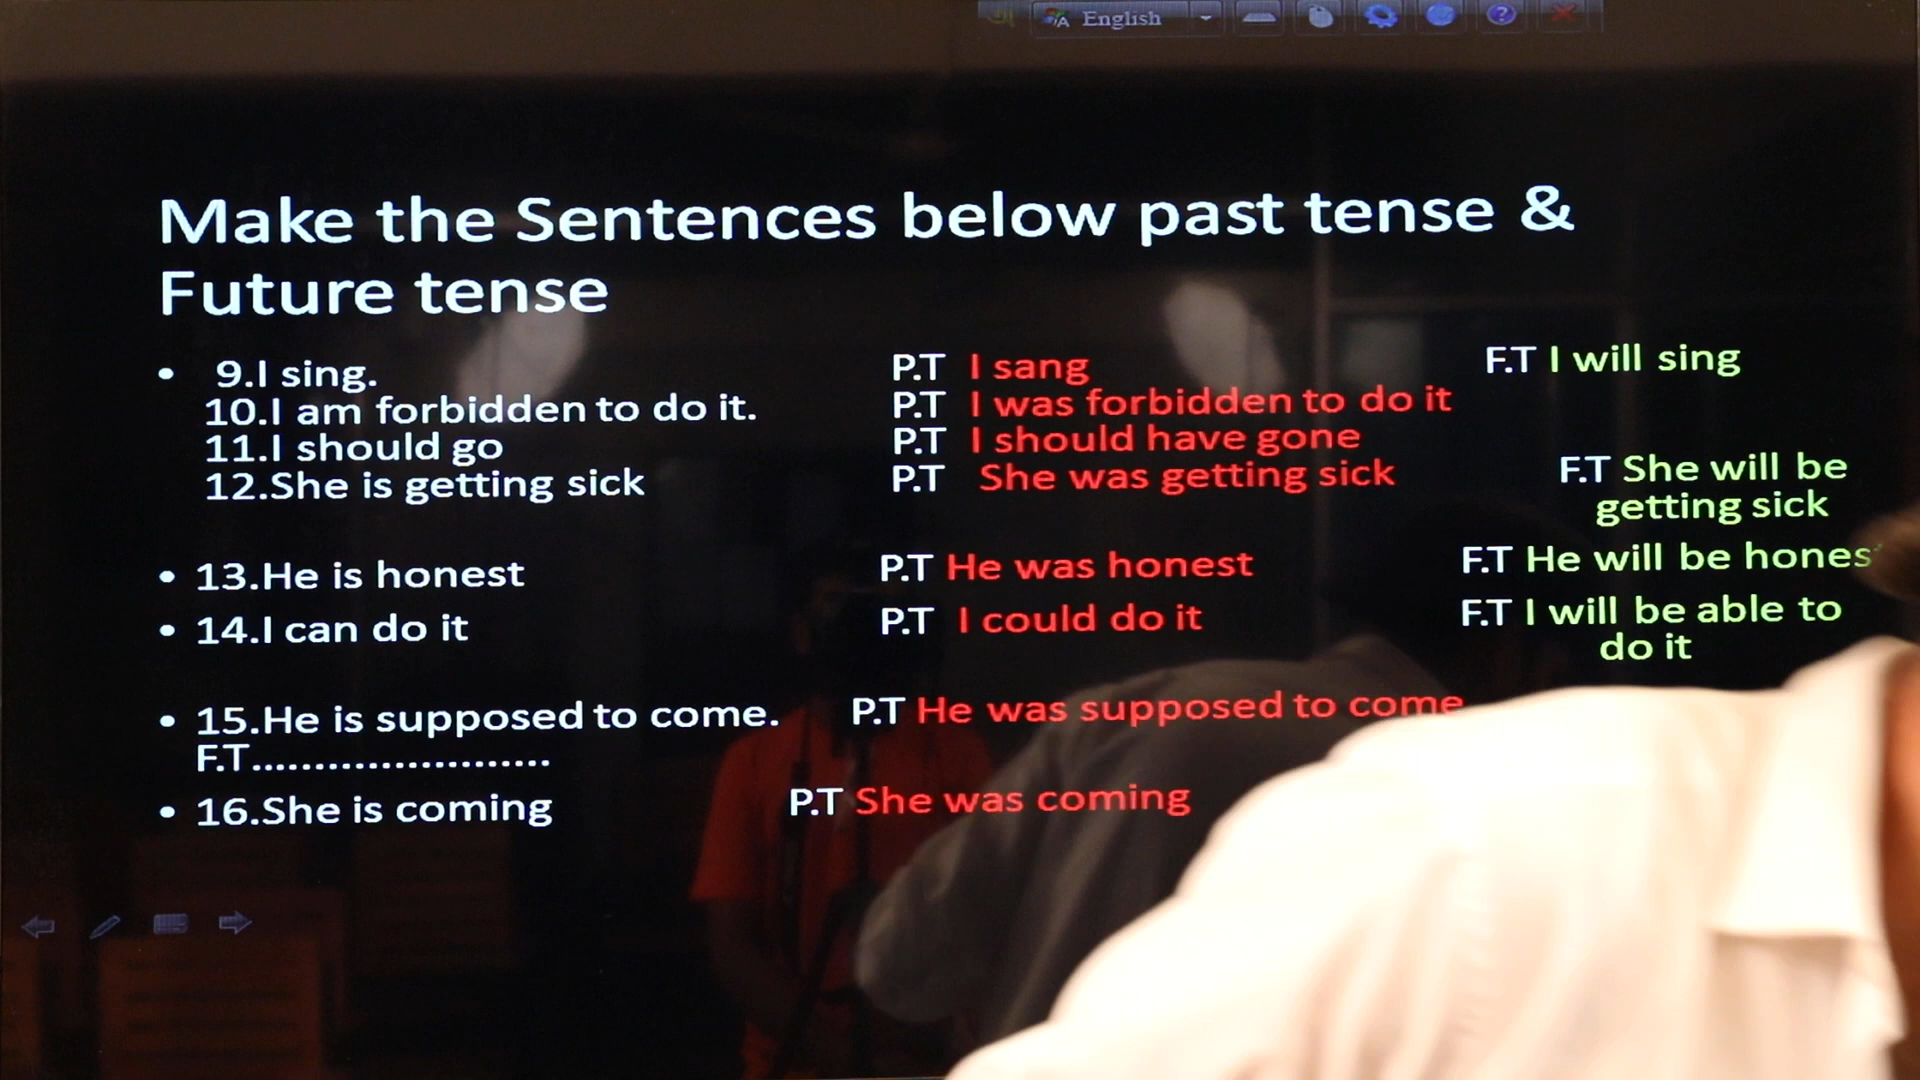 English
Make the Sentences below past tense &
Future tense
• 9.I sing. P.T I sang F.T I will sing
10.I am forbidden to do it. P.T I was forbidden to do it
11.I should go P.T I should have gone
12.She is getting sick P.T She was getting sick F.T She will be
getting sick
• 13.He is honest P.T He was honest F.T He will be hones
• 14.I can do it P.T I could do it F.T I will be able to
do it
• 15.He is supposed to come. P.T He was supposed to come
F.T........................
• 16.She is coming P.T She was coming